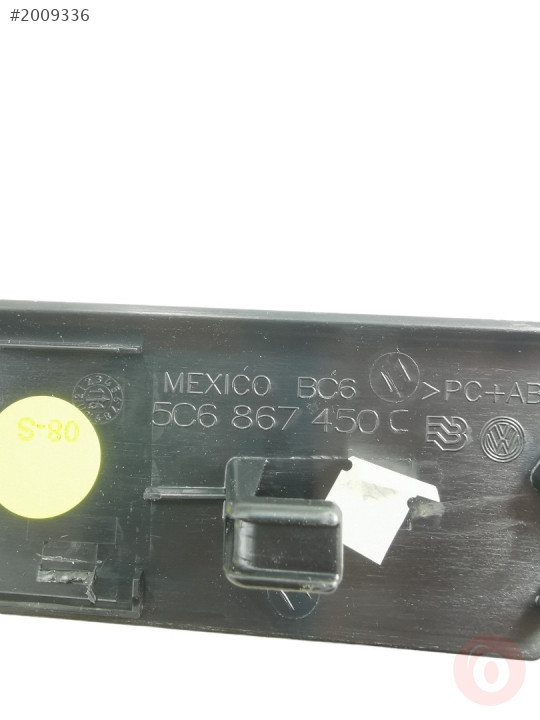 #2009336
MEXICO BC6 >PC+AB
5C6 867 450 C
S-80